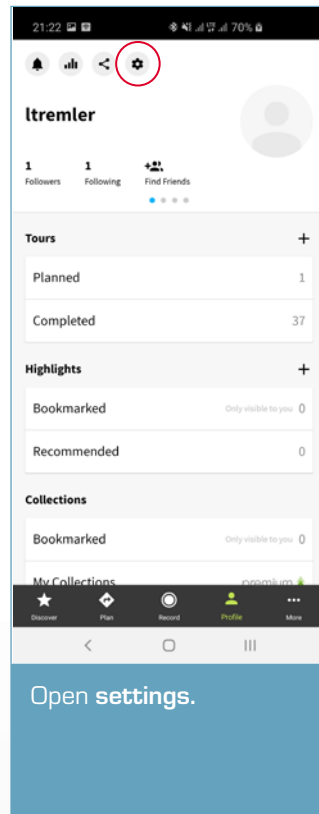 21:22 70%
ltremler
1 1
Followers Following Find Friends
Tours +
Planned 1
Completed 37
Highlights +
Bookmarked Only visible to you 0
Recommended 0
Collections
Bookmarked Only visible to you 0
My Collections premium
Discover Plan Record Profile More
Open settings.